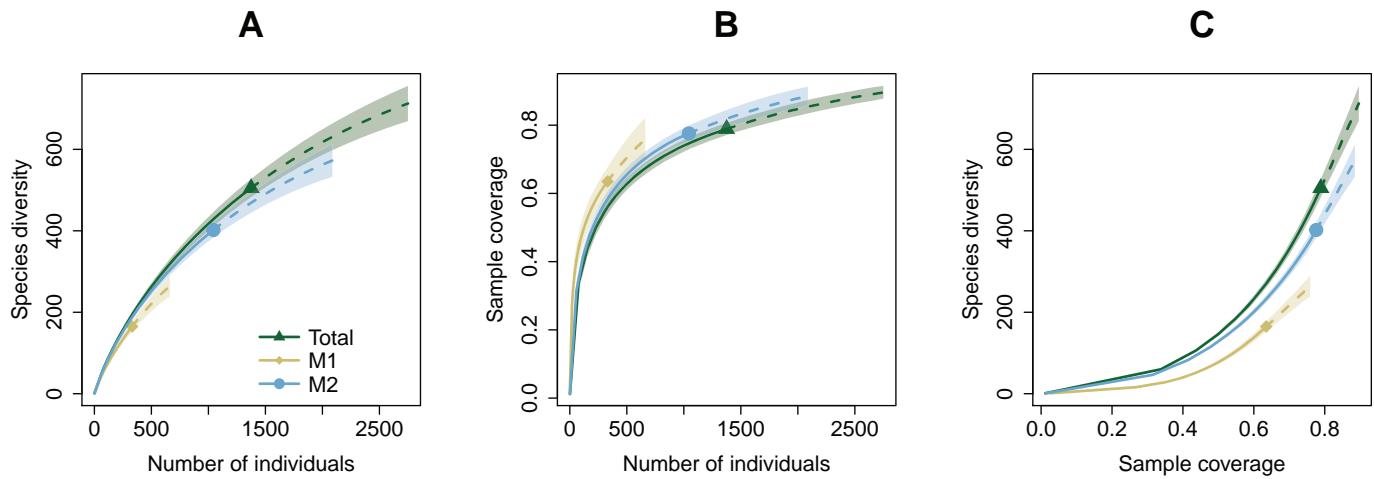 A
B
C
Species diversity
0 200 400 600
0 500 1500 2500
Number of individuals
Total
M1
M2
Sample coverage
0.0 0.2 0.4 0.6 0.8
0 500 1500 2500
Number of individuals
Species diversity
0 200 400 600
0.0 0.2 0.4 0.6 0.8
Sample coverage